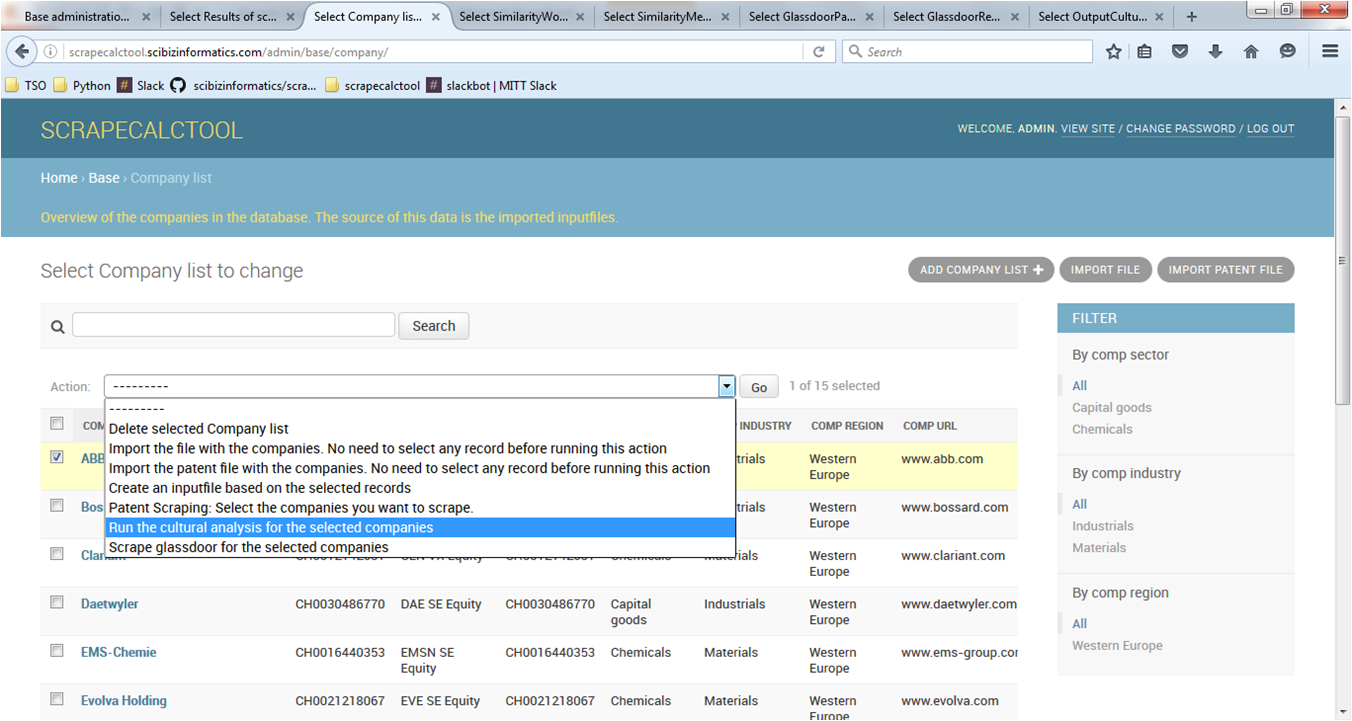 Base administratio... Select Results of sc... Select Company lis... Select SimilarityWo... Select SimilarityMe... Select GlassdoorPa... Select GlassdoorRe... Select OutputCultu...
scrapecalctool.scibizinformatics.com/admin/base/company/ Search
TSO Python Slack scibizinformatics/scra... scrapecalctool slackbot | MITT Slack
SCRAPECALCTOOL
WELCOME, ADMIN. VIEW SITE / CHANGE PASSWORD / LOG OUT
Home › Base › Company list
Overview of the companies in the database. The source of this data is the imported inputfiles.
Select Company list to change
ADD COMPANY LIST + IMPORT FILE IMPORT PATENT FILE
Search
Action: --------- Go 1 of 15 selected
---------
Delete selected Company list
Import the file with the companies. No need to select any record before running this action
Import the patent file with the companies. No need to select any record before running this action
Create an inputfile based on the selected records
Patent Scraping: Select the companies you want to scrape.
Run the cultural analysis for the selected companies
Scrape glassdoor for the selected companies
INDUSTRY COMP REGION COMP URL
ABB Western Europe www.abb.com
Western Europe www.bossard.com
Western Europe www.clariant.com
Daetwyler CH0030486770 DAE SE Equity CH0030486770 Capital goods Industrials Western Europe www.daetwyler.com
EMS-Chemie CH0016440353 EMSN SE Equity CH0016440353 Chemicals Materials Western Europe www.ems-group.com
Evolva Holding CH0021218067 EVE SE Equity CH0021218067 Chemicals Materials Western Europe www.evolva.com
FILTER
By comp sector
All
Capital goods
Chemicals
By comp industry
All
Industrials
Materials
By comp region
All
Western Europe